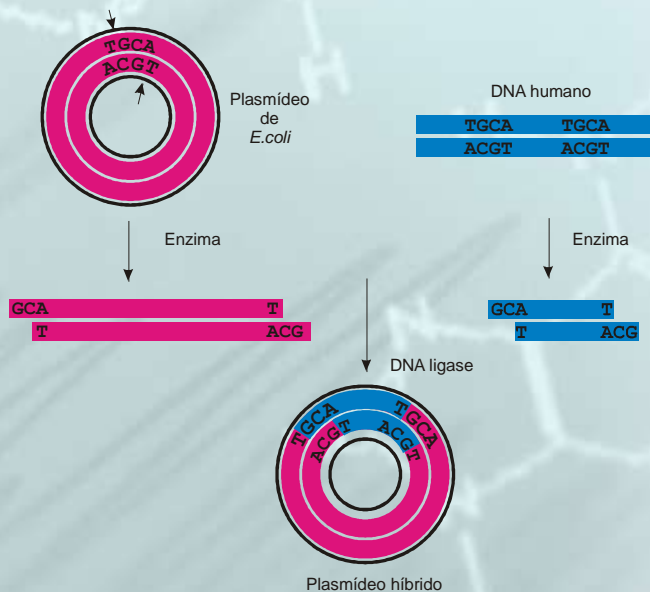 TGCA
ACGT
Plasmídeo
de
E.coli
DNA humano
TGCA TGCA
ACGT ACGT
Enzima
Enzima
GCA T
T ACG
GCA T
T ACG
DNA ligase
TGCA TGCA
ACGT ACGT
Plasmídeo híbrido